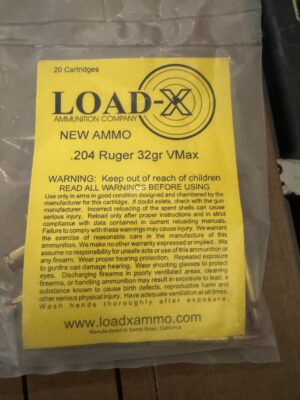 20 Cartridges
LOAD-X
AMMUNITION COMPANY
NEW AMMO
.204 Ruger 32gr VMax
WARNING: Keep out of reach of children
READ ALL WARNINGS BEFORE USING
Use only in arms in good condition designed and chambered by the
manufacturer for this cartridge. If doubt exists, check with the gun
manufacturer. Incorrect reloading of the spent shells can cause
serious injury. Reload only after proper instructions and in strict
compliance with data contained in current reloading manuals.
Failure to comply with these warnings may cause injury. We warrant
the exercise of reasonable care in the manufacture of this
ammunition. We make no other warranty expressed or implied. We
assume no responsibility for unsafe acts or use of this ammunition or
any firearm. Wear proper hearing protection. Repeated exposure
to gunfire can damage hearing. Wear shooting glasses to protect
eyes. Discharging firearms in poorly ventilated areas, cleaning
firearms, or handling ammunition may result in exposure to lead, a
substance known to cause birth defects, reproductive harm and
other serious physical injury. Have adequate ventilation at all times.
Wash hands thoroughly after exposure.
www.loadxammo.com
Manufactured in Santa Rosa, California